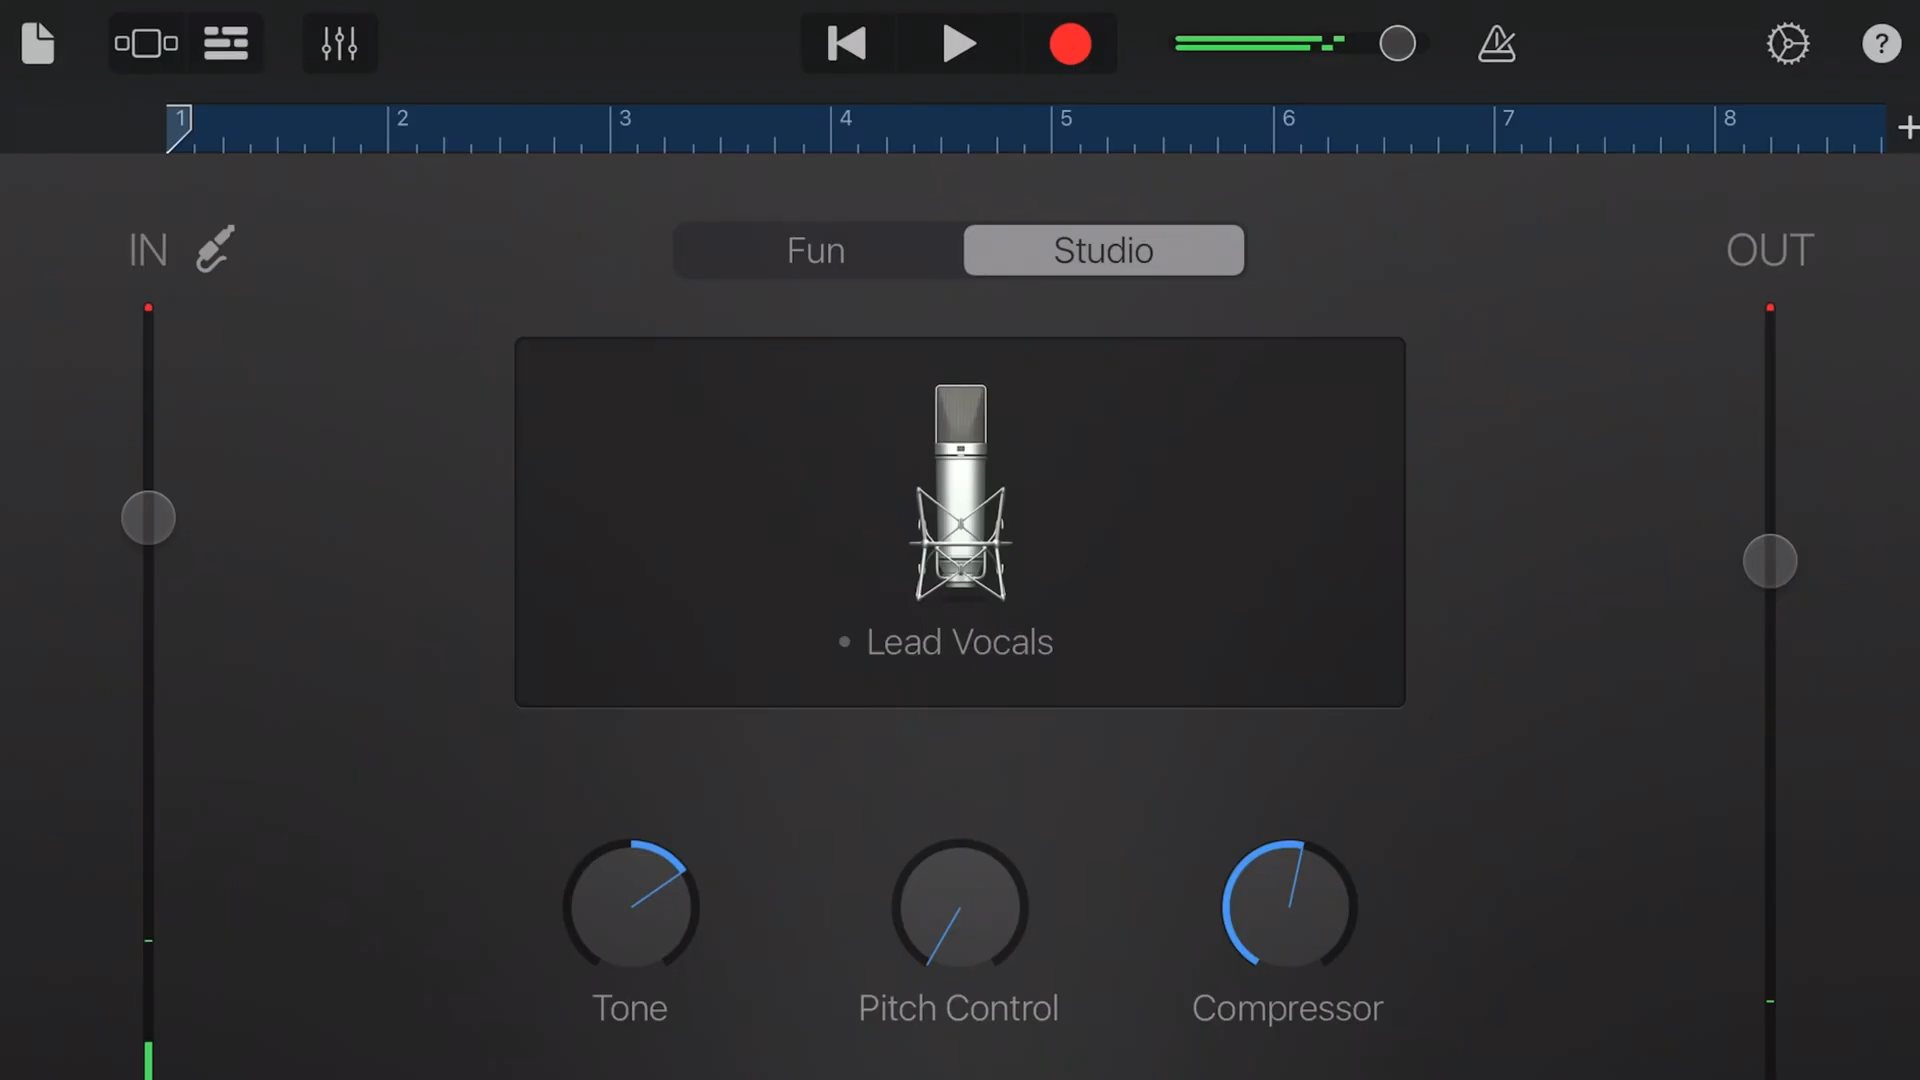 ?
1 2 3 4 5 6 7 8 +
IN Fun Studio OUT
Lead Vocals
Tone Pitch Control Compressor